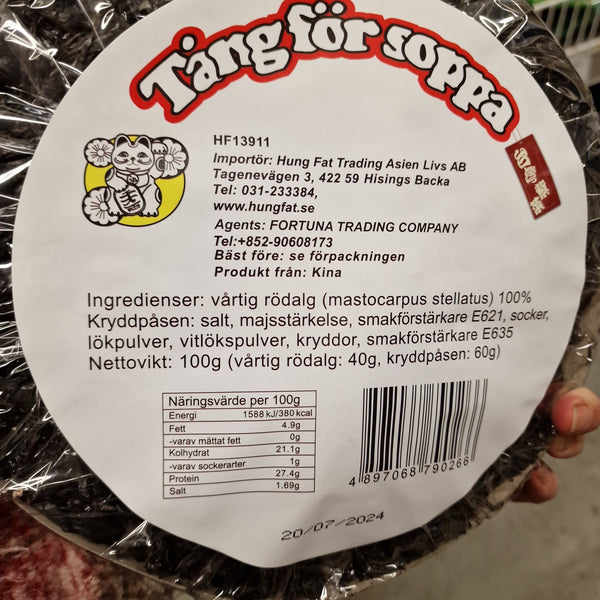 Tång för soppa
HF13911
Importör: Hung Fat Trading Asien Livs AB
Tagenevägen 3, 422 59 Hisings Backa
Tel: 031-233384,
www.hungfat.se
Agents: FORTUNA TRADING COMPANY
Tel:+852-90608173
Bäst före: se förpackningen
Produkt från: Kina
Ingredienser: vårtig rödalg (mastocarpus stellatus) 100%
Kryddpåsen: salt, majsstärkelse, smakförstärkare E621, socker,
lökpulver, vitlökspulver, kryddor, smakförstärkare E635
Nettovikt: 100g (vårtig rödalg: 40g, kryddpåsen: 60g)
Näringsvärde per 100g
Energi 1588 kJ/380 kcal
Fett 4.9g
-varav mättat fett 0g
Kolhydrat 21.1g
-varav sockerarter 1g
Protein 27.4g
Salt 1.69g
4 897068 790266
20/07/2024